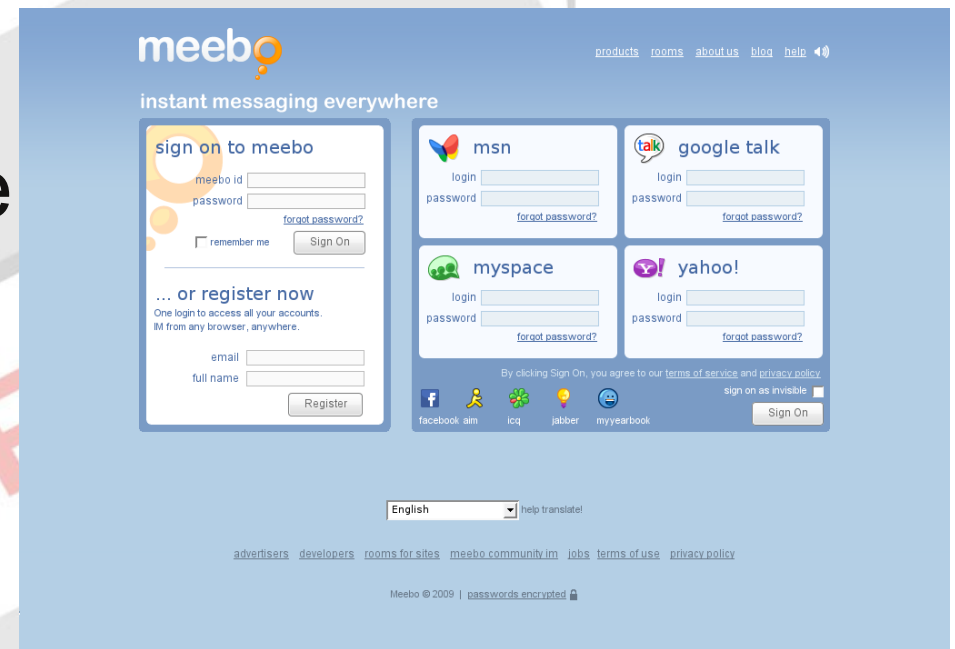 meebo
products rooms about us blog help
instant messaging everywhere
e
sign on to meebo
meebo id
password
forgot password?
remember me
Sign On
... or register now
One login to access all your accounts.
IM from any browser, anywhere.
email
full name
Register
msn
login
password
forgot password?
talk
google talk
login
password
forgot password?
myspace
login
password
forgot password?
Y!
yahoo!
login
password
forgot password?
By clicking Sign On, you agree to our terms of service and privacy policy
sign on as invisible
f
facebook aim icq jabber myyearbook
Sign On
English
help translate!
advertisers developers rooms for sites meebo community im jobs terms of use privacy policy
Meebo © 2009 | passwords encrypted